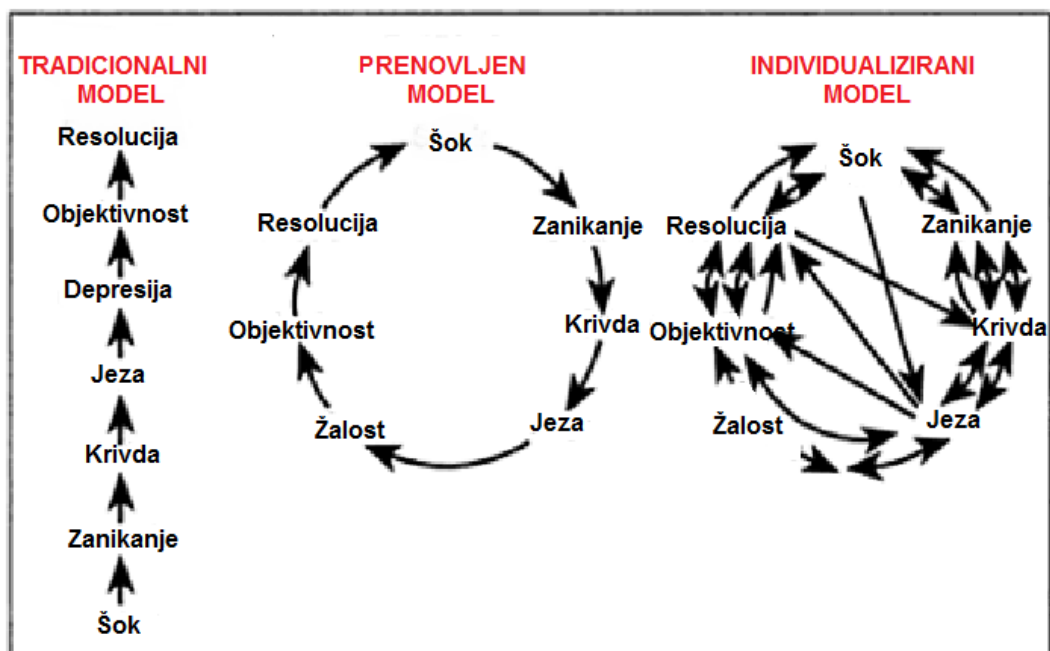 TRADICIONALNI
MODEL
Resolucija
Objektivnost
Depresija
Jeza
Krivda
Zanikanje
Šok
PRENOVLJEN
MODEL
Šok
Zanikanje
Krivda
Jeza
Žalost
Objektivnost
Resolucija
INDIVIDUALIZIRANI
MODEL
Šok
Zanikanje
Krivda
Jeza
Žalost
Objektivnost
Resolucija